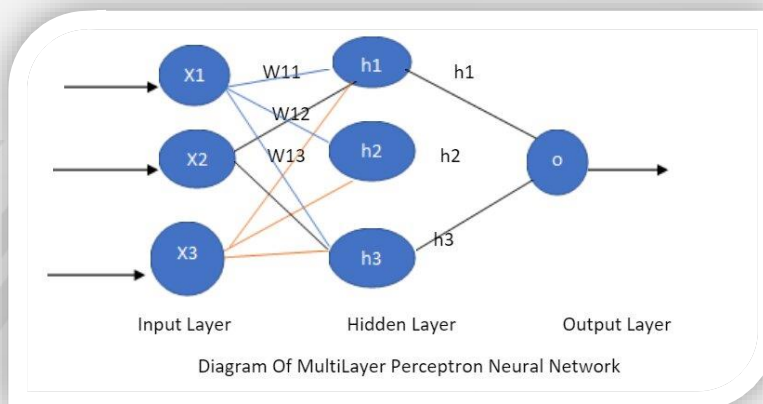 X1 W11 h1 h1
W12
X2 W13 h2 h2 o
X3 h3 h3
Input Layer Hidden Layer Output Layer
Diagram Of MultiLayer Perceptron Neural Network